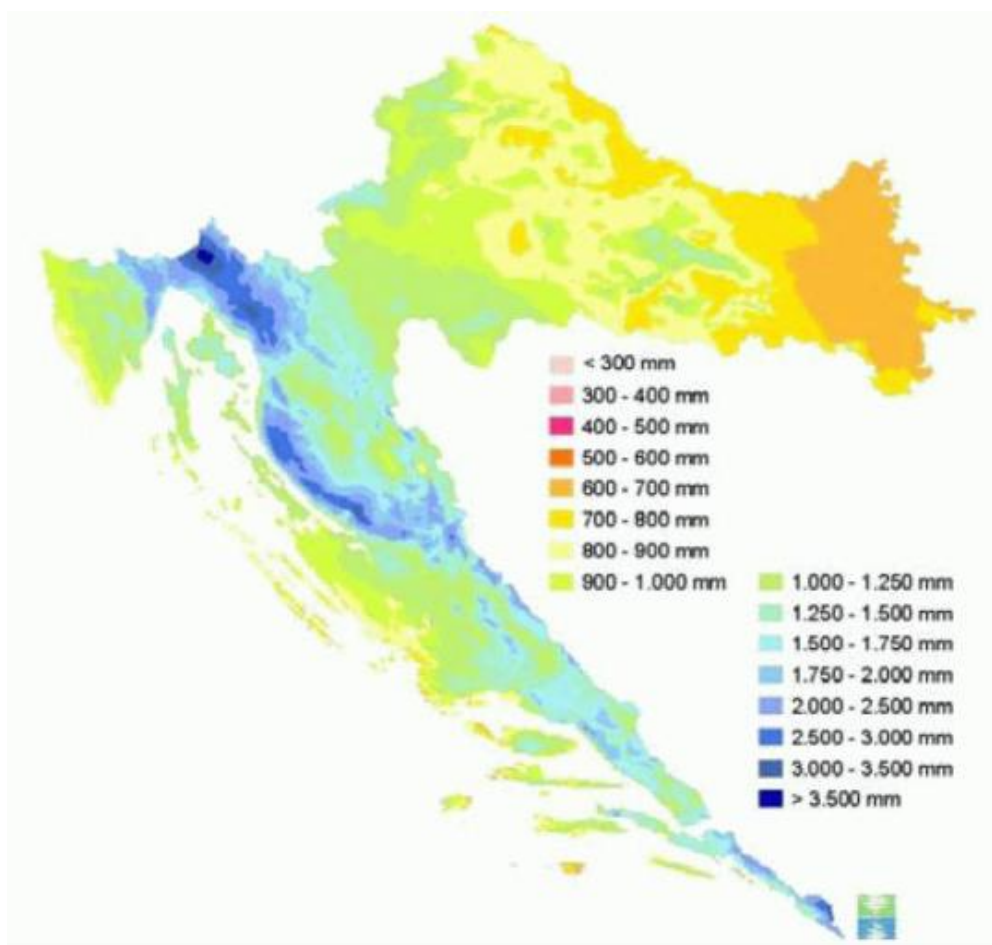 < 300 mm
300 - 400 mm
400 - 500 mm
500 - 600 mm
600 - 700 mm
700 - 800 mm
800 - 900 mm
900 - 1.000 mm
1.000 - 1.250 mm
1.250 - 1.500 mm
1.500 - 1.750 mm
1.750 - 2.000 mm
2.000 - 2.500 mm
2.500 - 3.000 mm
3.000 - 3.500 mm
> 3.500 mm